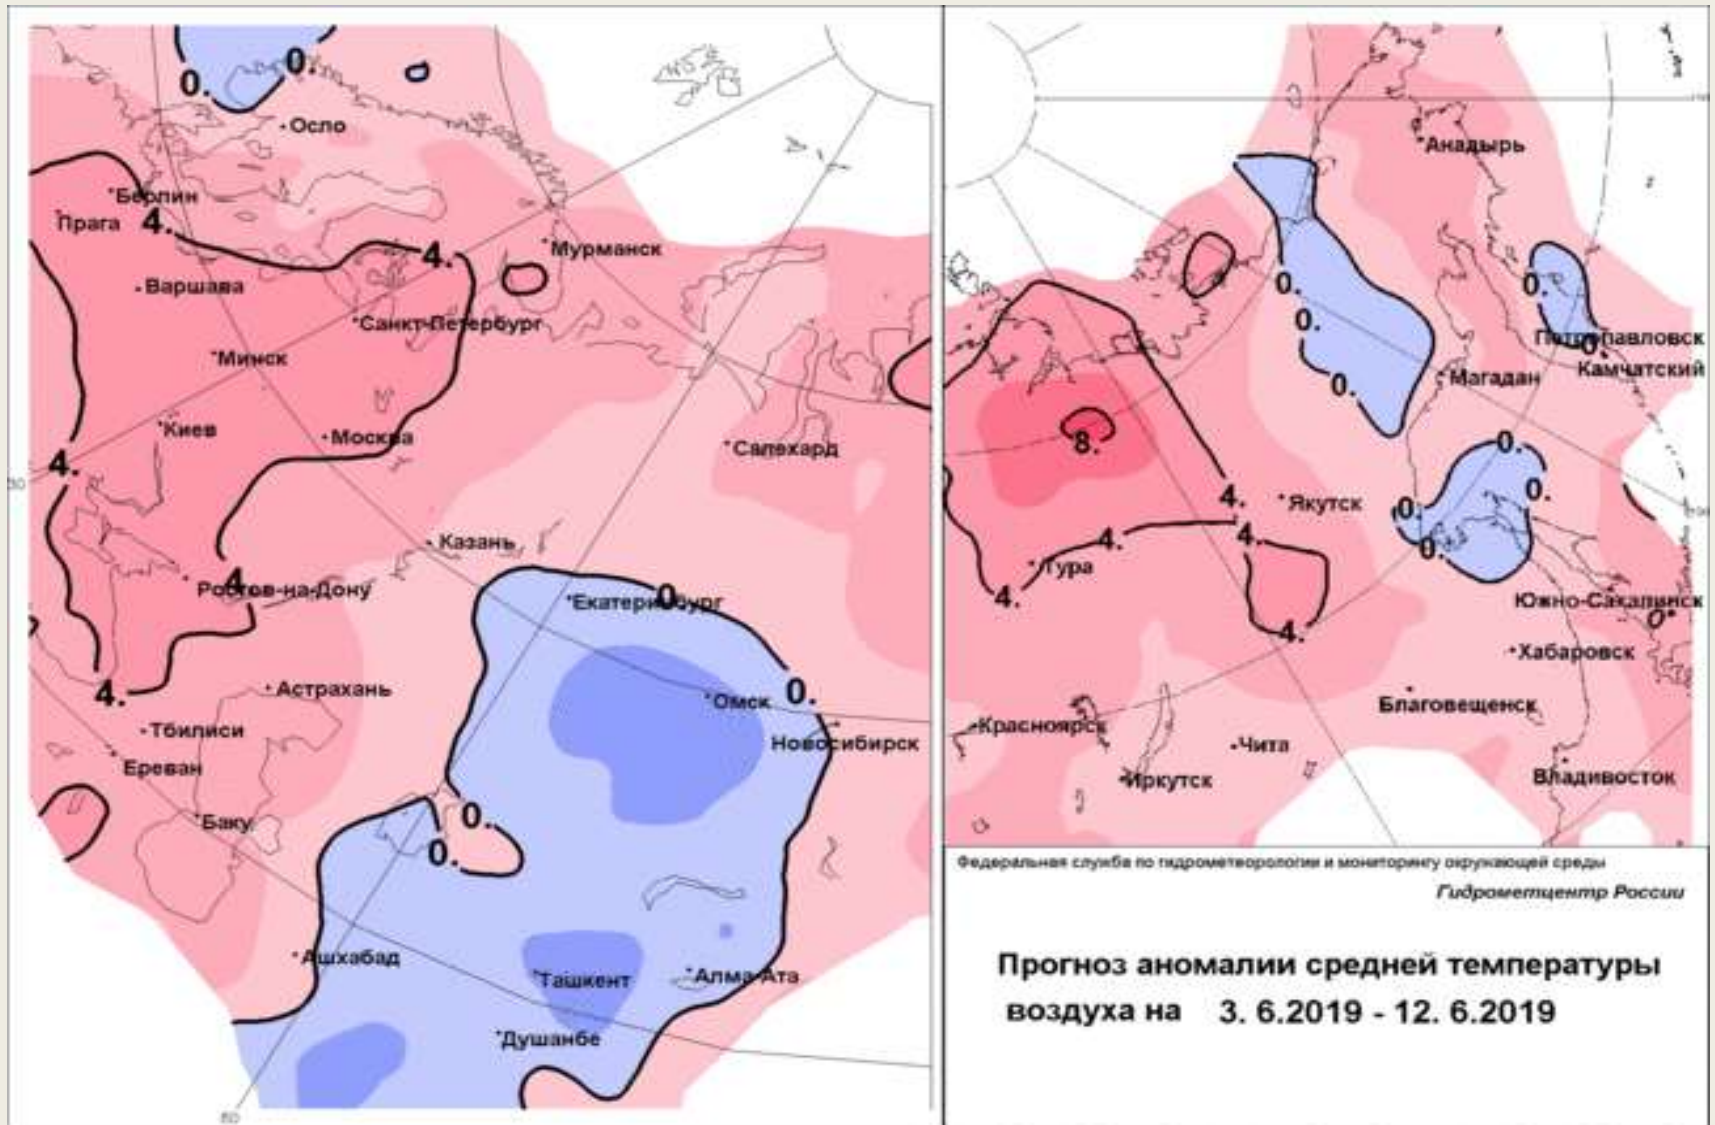 0.
0.
Осло
Берлин
Прага
4.
4.
Мурманск
Варшава
Санкт-Петербург
Минск
Киев
Москва
Салехард
4.
Казань
4.
Ростов-на-Дону
Екатеринбург
0.
4.
Астрахань
Омск
0.
Тбилиси
Новосибирск
Ереван
Баку
0.
0.
Ашхабад
Ташкент
Алма-Ата
Душанбе
Анадырь
0.
0.
0.
0.
Петропавловск
0.
Камчатский
Магадан
8.
0.
4.
Якутск
0.
0.
4.
4.
0.
Тура
4.
Южно-Сахалинск
0
4.
Хабаровск
Благовещенск
Красноярск
Чита
Иркутск
Владивосток
Федеральная служба по гидрометеорологии и мониторингу окружающей среды
Гидрометцентр России
Прогноз аномалии средней температуры
воздуха на 3. 6.2019 - 12. 6.2019